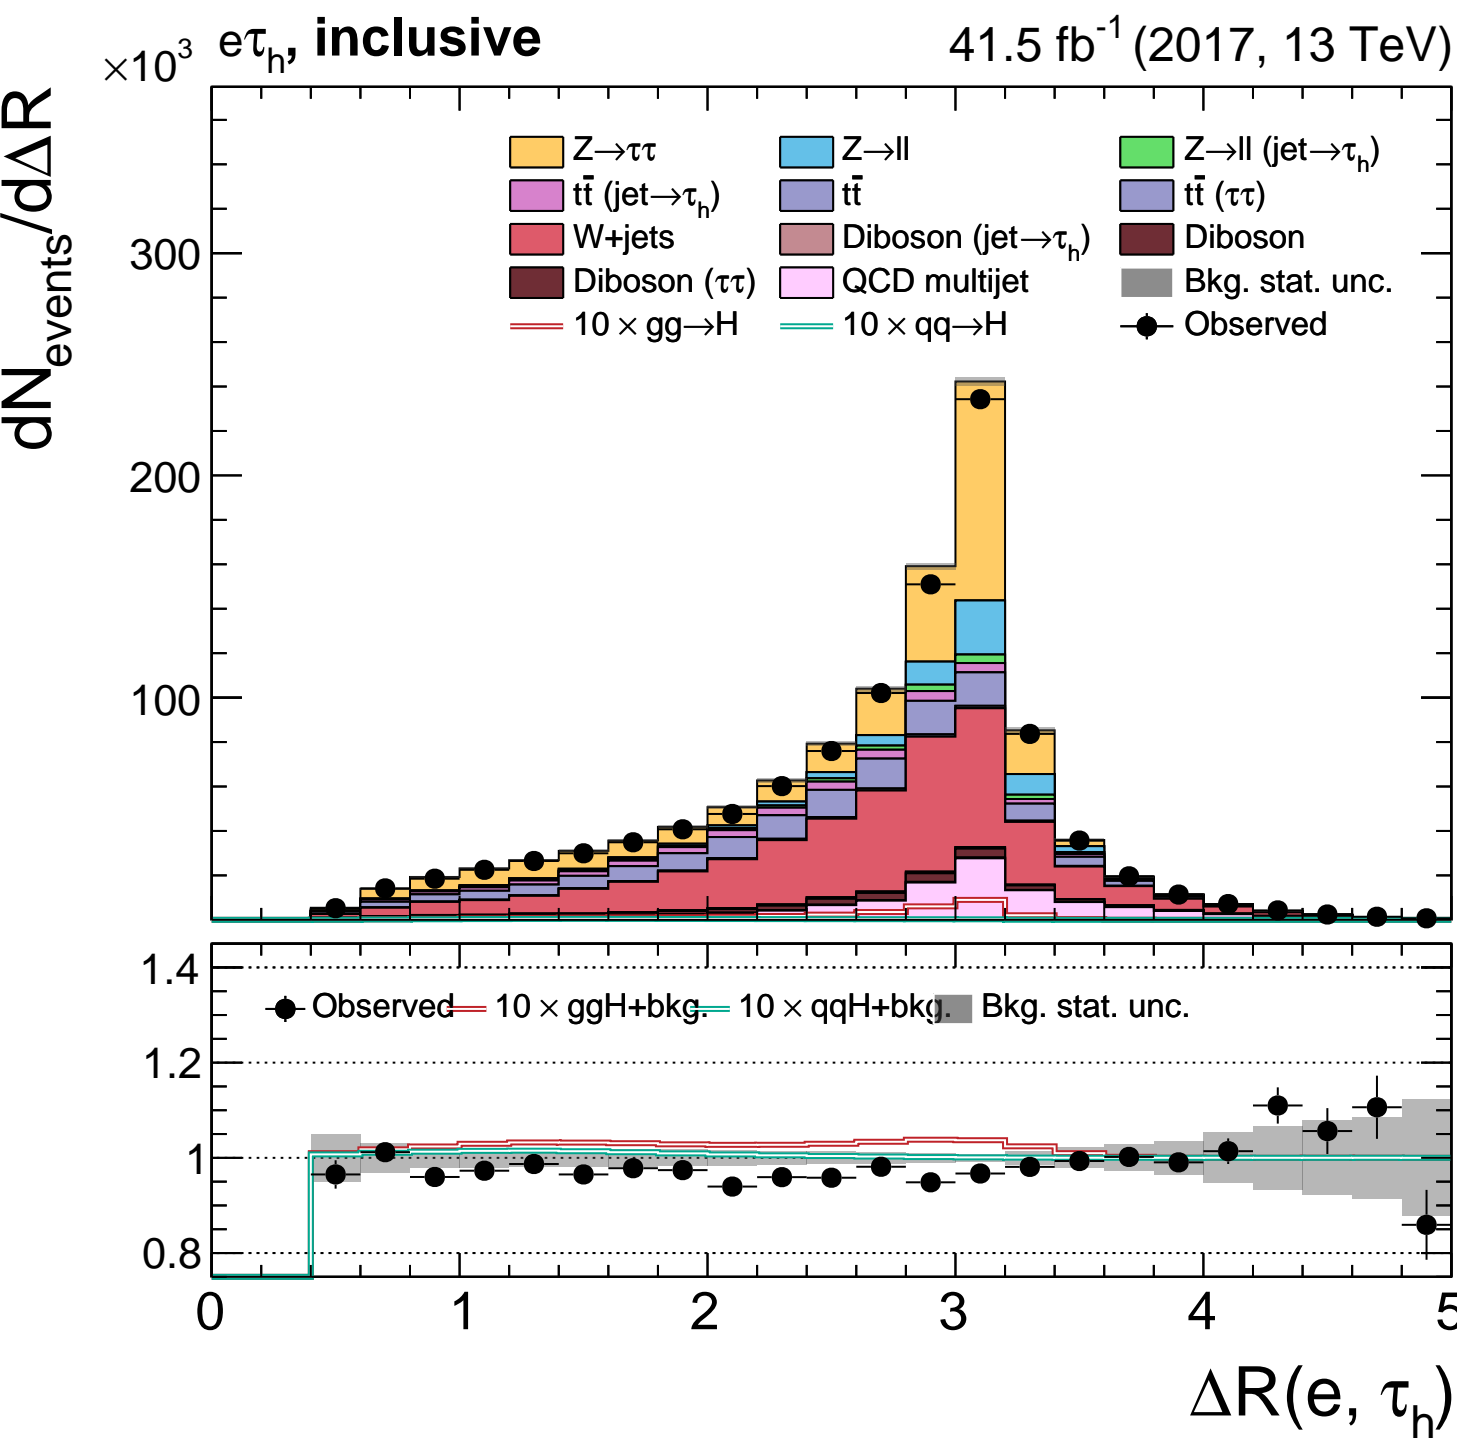 ×10³ eτₕ, inclusive 41.5 fb⁻¹ (2017, 13 TeV)
dN_events/dΔR
Z→ττ Z→ll Z→ll (jet→τₕ)
tt̄ (jet→τₕ) tt̄ tt̄ (ττ)
W+jets Diboson (jet→τₕ) Diboson
Diboson (ττ) QCD multijet Bkg. stat. unc.
10 × gg→H 10 × qq→H Observed
300
200
100
1.4
Observed 10 × ggH+bkg. 10 × qqH+bkg. Bkg. stat. unc.
1.2
1
0.8
0 1 2 3 4 5
ΔR(e, τₕ)